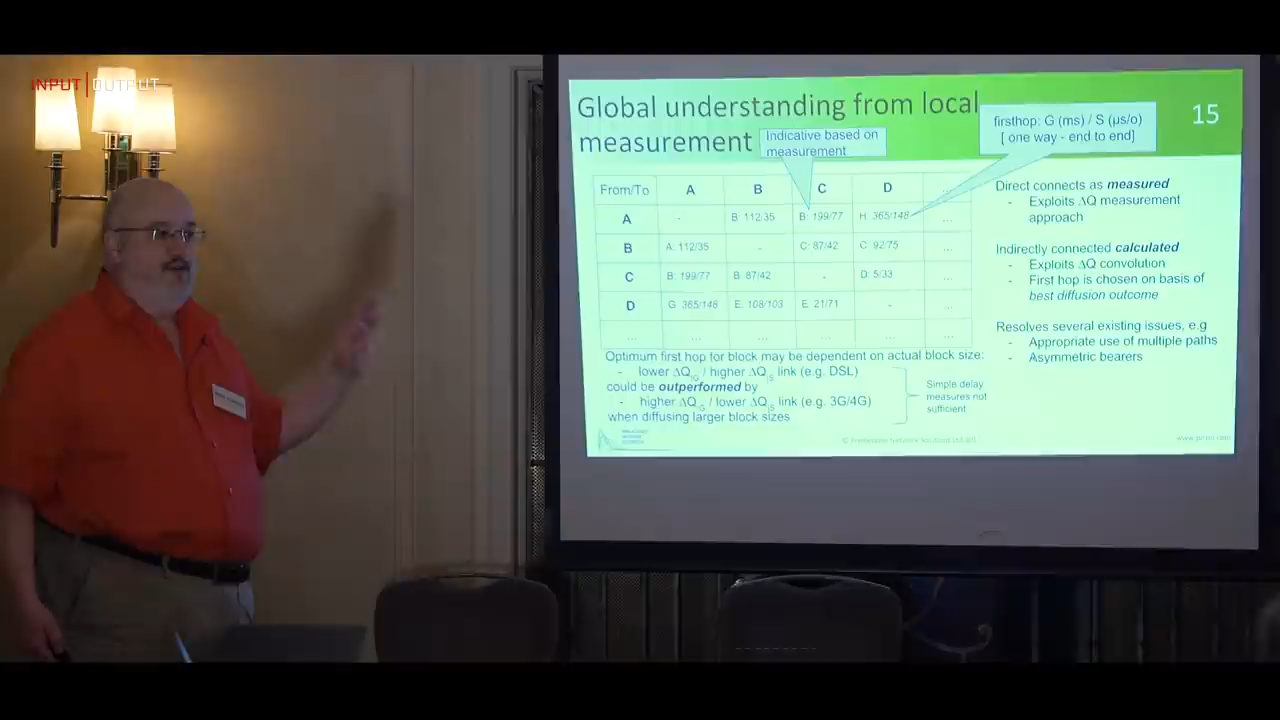 INPUT | OUTPUT
Global understanding from local
measurement
15
Indicative based on
measurement
firsthop: G (ms) / S (µs/o)
[ one way - end to end]
From/To A B C D ...
A - B: 112/35 B: 199/77 H: 365/148 ...
B A: 112/35 - C: 87/42 C: 92/75 ...
C B: 199/77 B: 87/42 - D: 5/33 ...
D G: 365/148 E: 108/103 E: 21/71 - ...
... ... ... ... ... ...
Optimum first hop for block may be dependent on actual block size:
- lower ΔQ|G / higher ΔQ|S link (e.g. DSL)
could be outperformed by
- higher ΔQ|G / lower ΔQ|S link (e.g. 3G/4G)
when diffusing larger block sizes
Simple delay
measures not
sufficient
Direct connects as measured
- Exploits ΔQ measurement
approach
Indirectly connected calculated
- Exploits ΔQ convolution
- First hop is chosen on basis of
best diffusion outcome
Resolves several existing issues, e.g
- Appropriate use of multiple paths
- Asymmetric bearers
www.pnsol.com